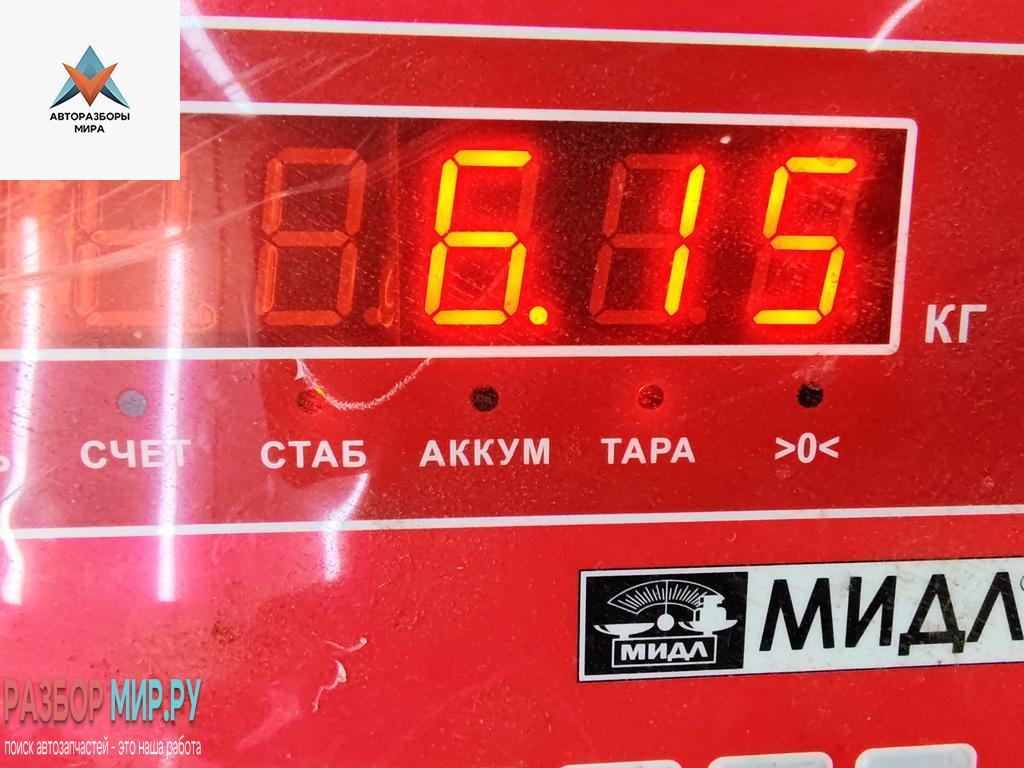 АВТОРАЗБОРЫ
МИРА
6.15
КГ
СЧЕТ СТАБ АККУМ ТАРА >0<
МИДЛ
МИДЛ
РАЗБОР МИР.РУ
поиск автозапчастей - это наша работа